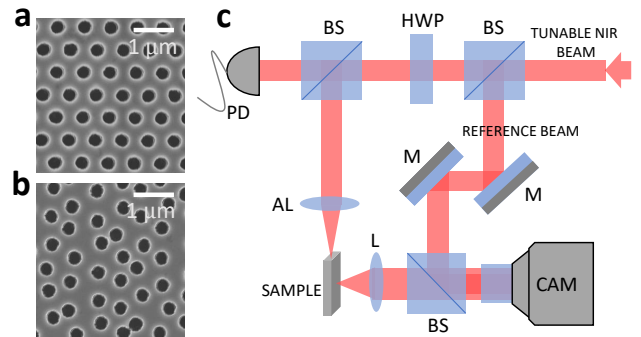 a
1 μm
b
1 μm
c
BS
HWP
BS
TUNABLE NIR
BEAM
PD
REFERENCE BEAM
M
M
AL
L
SAMPLE
CAM
BS